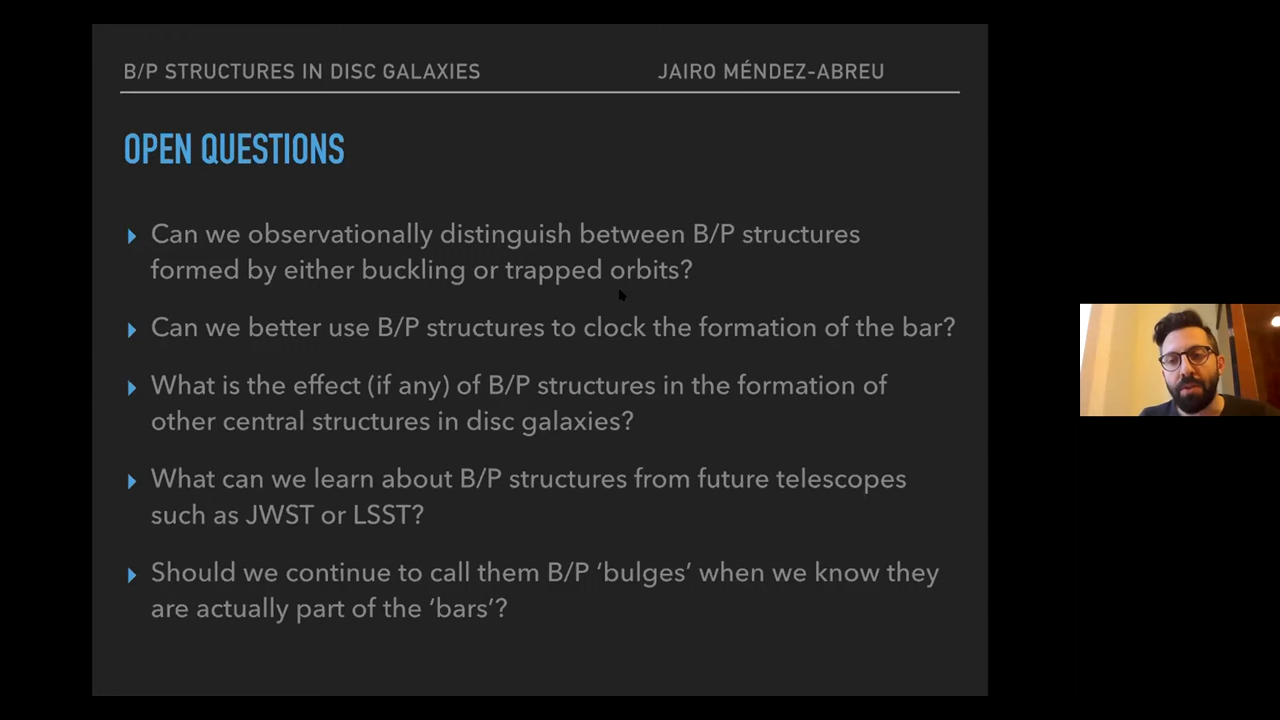 B/P STRUCTURES IN DISC GALAXIES
JAIRO MÉNDEZ-ABREU
OPEN QUESTIONS
Can we observationally distinguish between B/P structures
formed by either buckling or trapped orbits?
Can we better use B/P structures to clock the formation of the bar?
What is the effect (if any) of B/P structures in the formation of
other central structures in disc galaxies?
What can we learn about B/P structures from future telescopes
such as JWST or LSST?
Should we continue to call them B/P ‘bulges’ when we know they
are actually part of the ‘bars’?